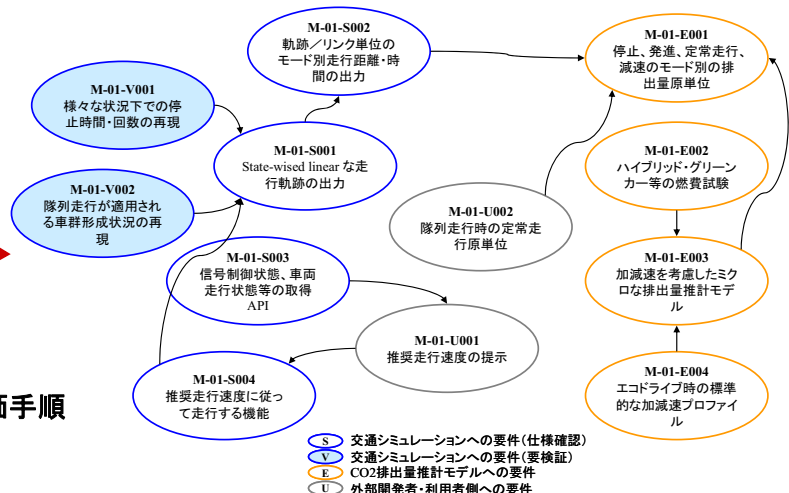 M-01-S002
軌跡／リンク単位の
モード別走行距離・時
間の出力
M-01-E001
停止、発進、定常走行、
減速のモード別の排
出量原単位
M-01-V001
様々な状況下での停
止時間・回数の再現
M-01-S001
State-wised linear な走
行軌跡の出力
M-01-E002
ハイブリッド・グリーン
カー等の燃費試験
M-01-V002
隊列走行が適用され
る車群形成状況の再
現
M-01-U002
隊列走行時の定常走
行原単位
M-01-S003
信号制御状態、車両
走行状態等の取得
API
M-01-E003
加減速を考慮したミク
ロな排出量推計モデ
ル
M-01-U001
推奨走行速度の提示
M-01-S004
推奨走行速度に従っ
て走行する機能
M-01-E004
エコドライブ時の標準
的な加減速プロファイ
ル
価手順
S 交通シミュレーションへの要件（仕様確認）
V 交通シミュレーションへの要件（要検証）
E CO2排出量推計モデルへの要件
U 外部開発者・利用者側への要件